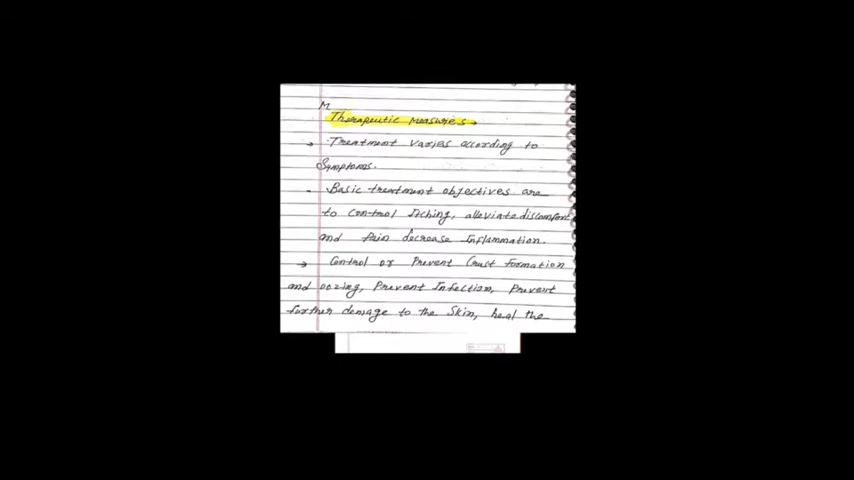 M
Therapeutic Measures →
→ Treatment varies according to
Symptoms.
- Basic treatment objectives are
to control Itching, alleviate discomfort
and Pain decrease Inflammation.
→ Control or Prevent Crust formation
and oozing, Prevent Infection, Prevent
further damage to the Skin, heal the